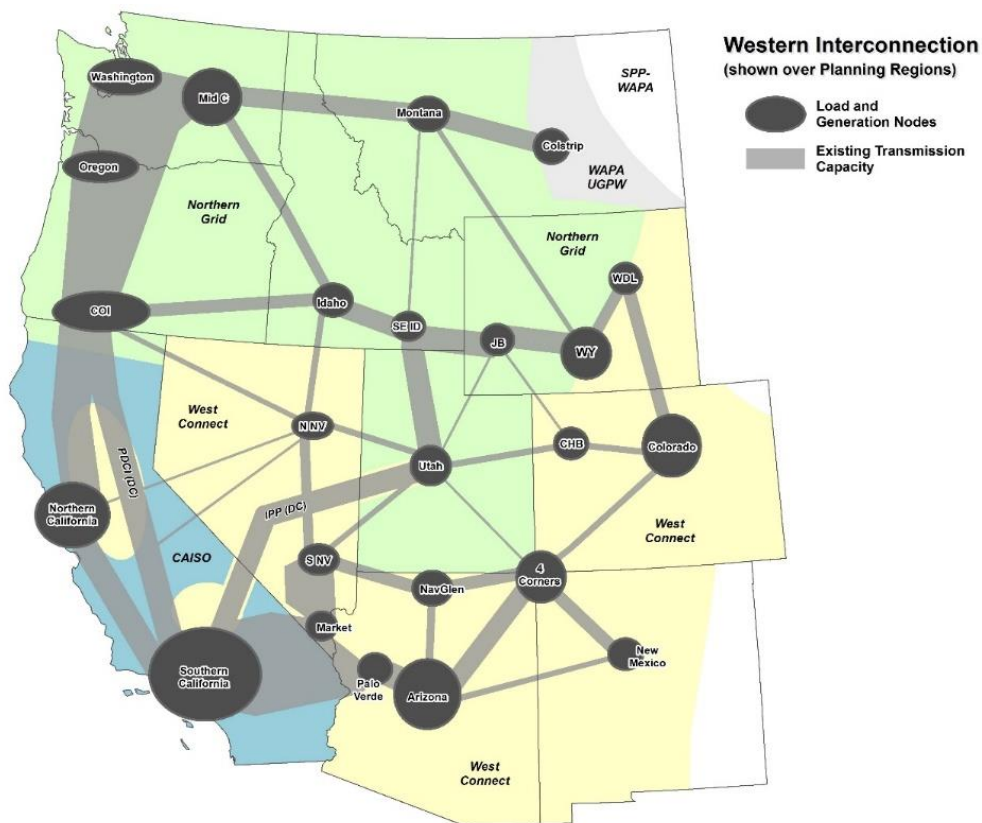 Western Interconnection
(shown over Planning Regions)
Load and
Generation Nodes
Existing Transmission
Capacity
SPP-
WAPA
WAPA
UGPW
Washington
Mid C
Montana
Colstrip
Oregon
Northern
Grid
Northern
Grid
WDL
COI
Idaho
SE ID
JB
WY
West
Connect
N NV
CHB
Colorado
Utah
PDCI (DC)
IPP (DC)
Northern
California
CAISO
West
Connect
S NV
4
Corners
NavGlen
Market
New
Mexico
Southern
California
Palo
Verde
Arizona
West
Connect